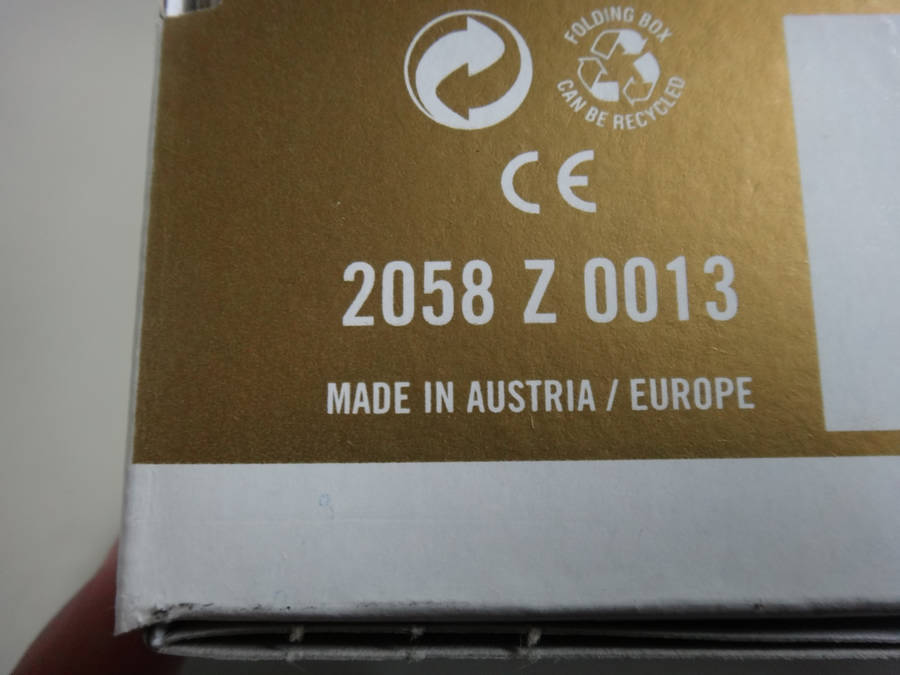 FOLDING BOX
CAN BE RECYCLED
CE
2058 Z 0013
MADE IN AUSTRIA / EUROPE